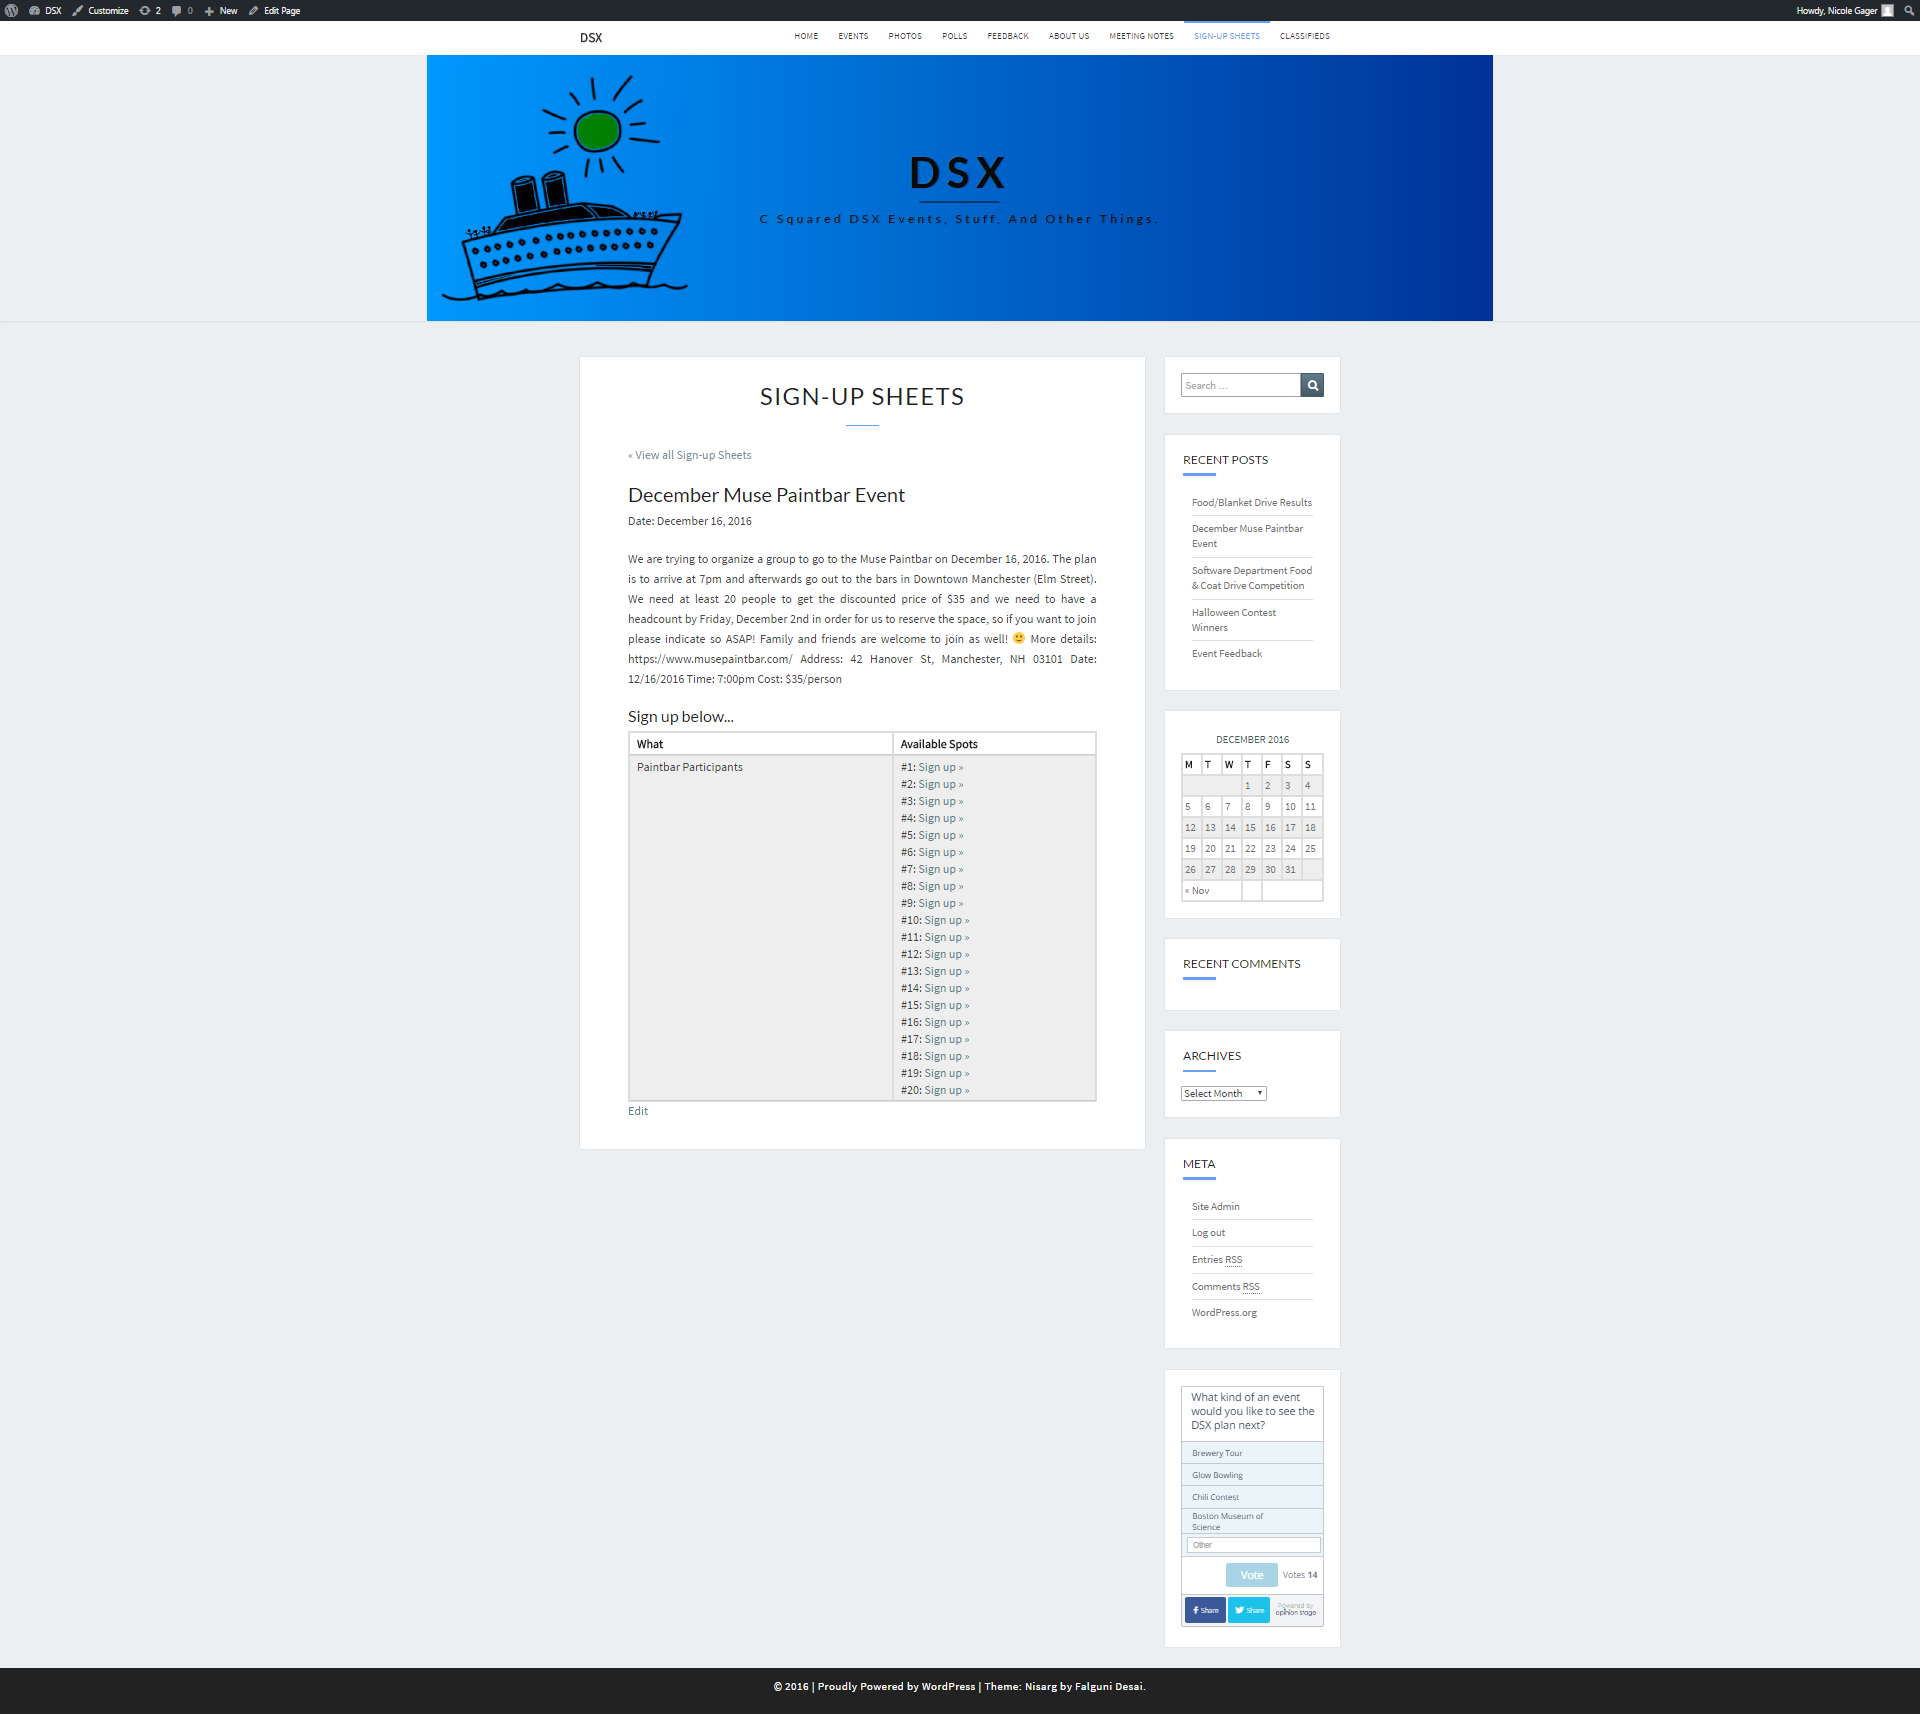 DSX Customize 2 0 New Edit Page Howdy, Nicole Gager
DSX HOME EVENTS PHOTOS POLLS FEEDBACK ABOUT US MEETING NOTES SIGN-UP SHEETS CLASSIFIEDS
DSX
C Squared DSX Events, Stuff, And Other Things.
SIGN-UP SHEETS
« View all Sign-up Sheets
December Muse Paintbar Event
Date: December 16, 2016
We are trying to organize a group to go to the Muse Paintbar on December 16, 2016. The plan
is to arrive at 7pm and afterwards go out to the bars in Downtown Manchester (Elm Street).
We need at least 20 people to get the discounted price of $35 and we need to have a
headcount by Friday, December 2nd in order for us to reserve the space, so if you want to join
please indicate so ASAP! Family and friends are welcome to join as well! 🙂 More details:
https://www.musepaintbar.com/ Address: 42 Hanover St, Manchester, NH 03101 Date:
12/16/2016 Time: 7:00pm Cost: $35/person
Sign up below...
What Available Spots
Paintbar Participants #1: Sign up »
#2: Sign up »
#3: Sign up »
#4: Sign up »
#5: Sign up »
#6: Sign up »
#7: Sign up »
#8: Sign up »
#9: Sign up »
#10: Sign up »
#11: Sign up »
#12: Sign up »
#13: Sign up »
#14: Sign up »
#15: Sign up »
#16: Sign up »
#17: Sign up »
#18: Sign up »
#19: Sign up »
#20: Sign up »
Edit
Search ...
RECENT POSTS
Food/Blanket Drive Results
December Muse Paintbar
Event
Software Department Food
& Coat Drive Competition
Halloween Contest
Winners
Event Feedback
DECEMBER 2016
M T W T F S S
1 2 3 4
5 6 7 8 9 10 11
12 13 14 15 16 17 18
19 20 21 22 23 24 25
26 27 28 29 30 31
« Nov
RECENT COMMENTS
ARCHIVES
Select Month
META
Site Admin
Log out
Entries RSS
Comments RSS
WordPress.org
What kind of an event
would you like to see the
DSX plan next?
Brewery Tour
Glow Bowling
Chili Contest
Boston Museum of
Science
Other
Vote Votes 14
Share Share Powered by
opinion stage
© 2016 | Proudly Powered by WordPress | Theme: Nisarg by Falguni Desai.